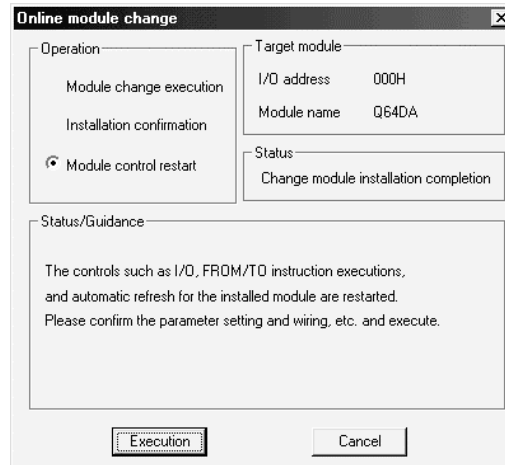 Online module change
Operation
Module change execution
Installation confirmation
Module control restart
Target module
I/O address 000H
Module name Q64DA
Status
Change module installation completion
Status/Guidance
The controls such as I/O, FROM/TO instruction executions,
and automatic refresh for the installed module are restarted.
Please confirm the parameter setting and wiring, etc. and execute.
Execution Cancel